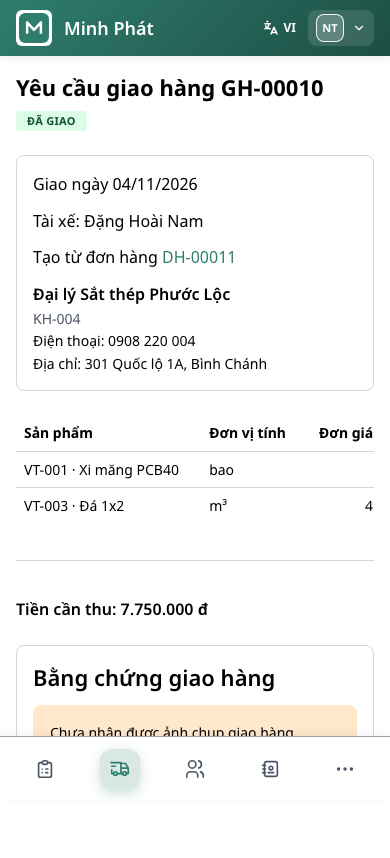 Minh Phát
VI
NT
Yêu cầu giao hàng GH-00010
ĐÃ GIAO
Giao ngày 04/11/2026
Tài xế: Đặng Hoài Nam
Tạo từ đơn hàng DH-00011
Đại lý Sắt thép Phước Lộc
KH-004
Điện thoại: 0908 220 004
Địa chỉ: 301 Quốc lộ 1A, Bình Chánh
Sản phẩm Đơn vị tính Đơn giá
VT-001 · Xi măng PCB40 bao
VT-003 · Đá 1x2 m³ 4
Tiền cần thu: 7.750.000 đ
Bằng chứng giao hàng
Chưa nhận được ảnh chụp giao hàng